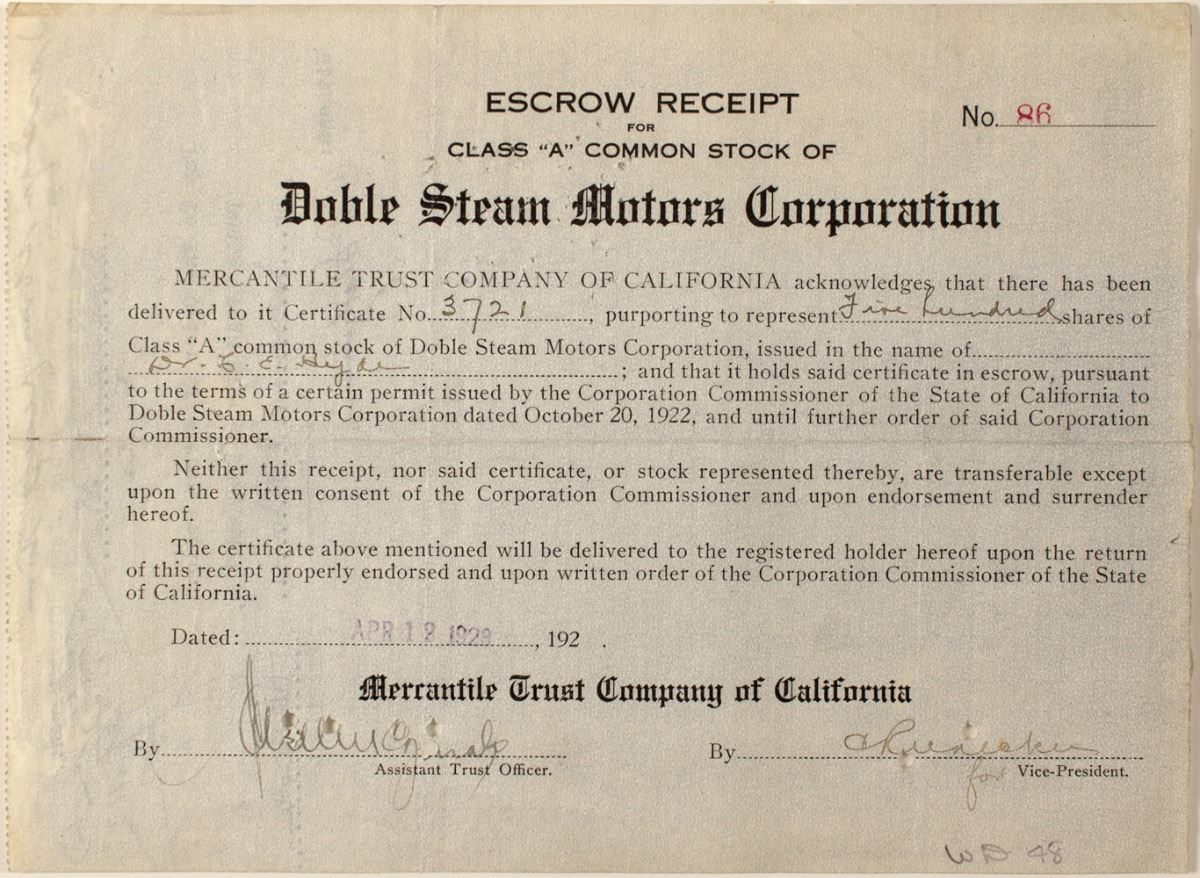 ESCROW RECEIPT
No. 86
FOR
CLASS "A" COMMON STOCK OF
Doble Steam Motors Corporation
MERCANTILE TRUST COMPANY OF CALIFORNIA acknowledges that there has been
delivered to it Certificate No. 3721, purporting to represent Five hundred shares of
Class "A" common stock of Doble Steam Motors Corporation, issued in the name of
Dr. E. Hyde; and that it holds said certificate in escrow, pursuant
to the terms of a certain permit issued by the Corporation Commissioner of the State of California to
Doble Steam Motors Corporation dated October 20, 1922, and until further order of said Corporation
Commissioner.
Neither this receipt, nor said certificate, or stock represented thereby, are transferable except
upon the written consent of the Corporation Commissioner and upon endorsement and surrender
hereof.
The certificate above mentioned will be delivered to the registered holder hereof upon the return
of this receipt properly endorsed and upon written order of the Corporation Commissioner of the State
of California.
Dated: APR 18 1923, 192 .
Mercantile Trust Company of California
By
By
Assistant Trust Officer.
for Vice-President.
WD 48